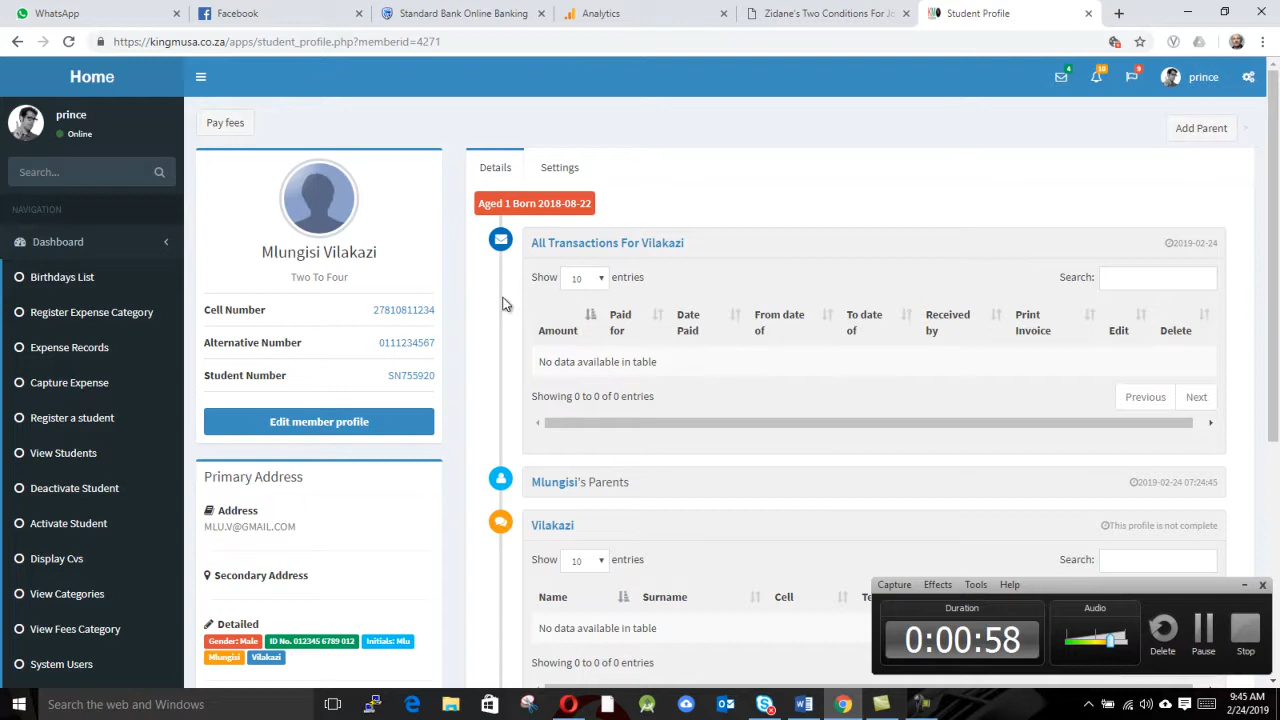 WhatsApp
Facebook
Standard Bank Online Banking
Analytics
Zidane's Two Conditions For Jo
Student Profile
https://kingmusa.co.za/apps/student_profile.php?memberid=4271
Home
4
10
9
prince
prince
Online
Search...
NAVIGATION
Dashboard
Birthdays List
Register Expense Category
Expense Records
Capture Expense
Register a student
View Students
Deactivate Student
Activate Student
Display Cvs
View Categories
View Fees Category
System Users
Pay fees
Add Parent
Mlungisi Vilakazi
Two To Four
Cell Number 27810811234
Alternative Number 0111234567
Student Number SN755920
Edit member profile
Primary Address
Address
MLU.V@GMAIL.COM
Secondary Address
Detailed
Gender: Male ID No. 012345 6789 012 Initials: Mlu
Mlungisi Vilakazi
Details Settings
Aged 1 Born 2018-08-22
All Transactions For Vilakazi 2019-02-24
Show 10 entries Search:
Amount Paid for Date Paid From date of To date of Received by Print Invoice Edit Delete
No data available in table
Showing 0 to 0 of 0 entries Previous Next
Mlungisi's Parents 2019-02-24 07:24:45
Vilakazi This profile is not complete
Show 10 entries Search:
Name Surname Cell
No data available in table
Showing 0 to 0 of 0 entries
Capture Effects Tools Help
Duration Audio
0:00:58
Delete Pause Stop
Search the web and Windows
9:45 AM
2/24/2019